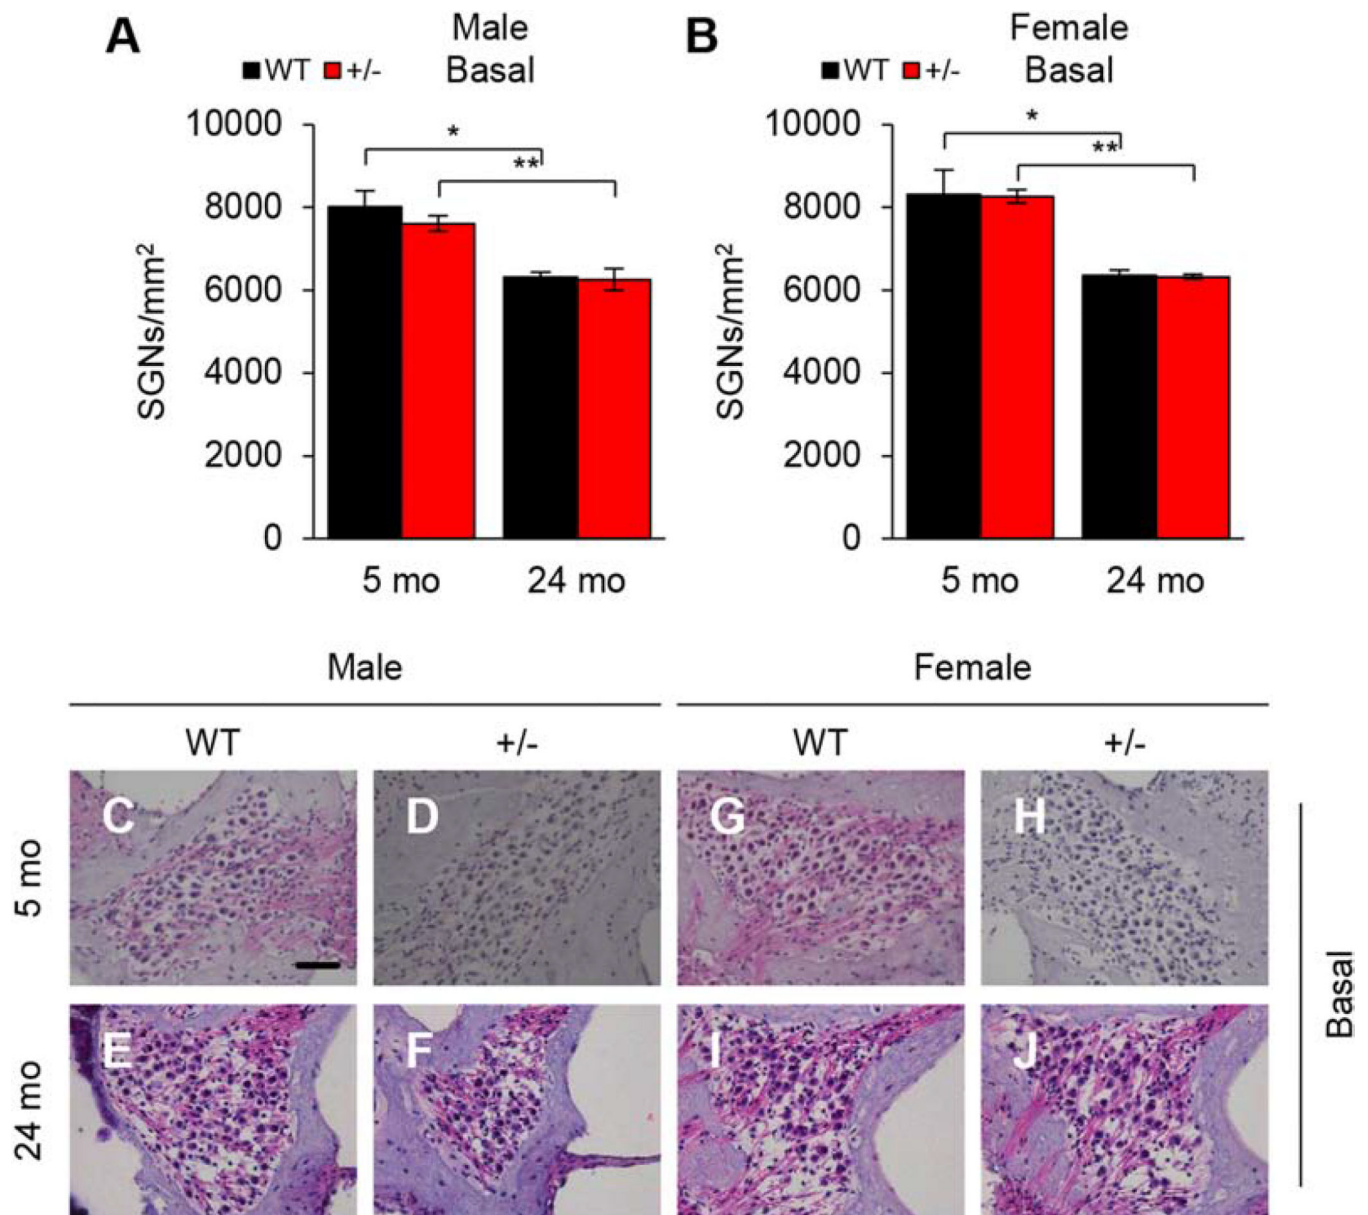 A
Male
Basal
WT +/-
10000
8000
6000
4000
2000
0
SGNs/mm²
*
**
5 mo
24 mo
B
Female
Basal
WT +/-
10000
8000
6000
4000
2000
0
SGNs/mm²
*
**
5 mo
24 mo
Male
Female
WT
+/-
WT
+/-
5 mo
C
D
G
H
24 mo
E
F
I
J
Basal